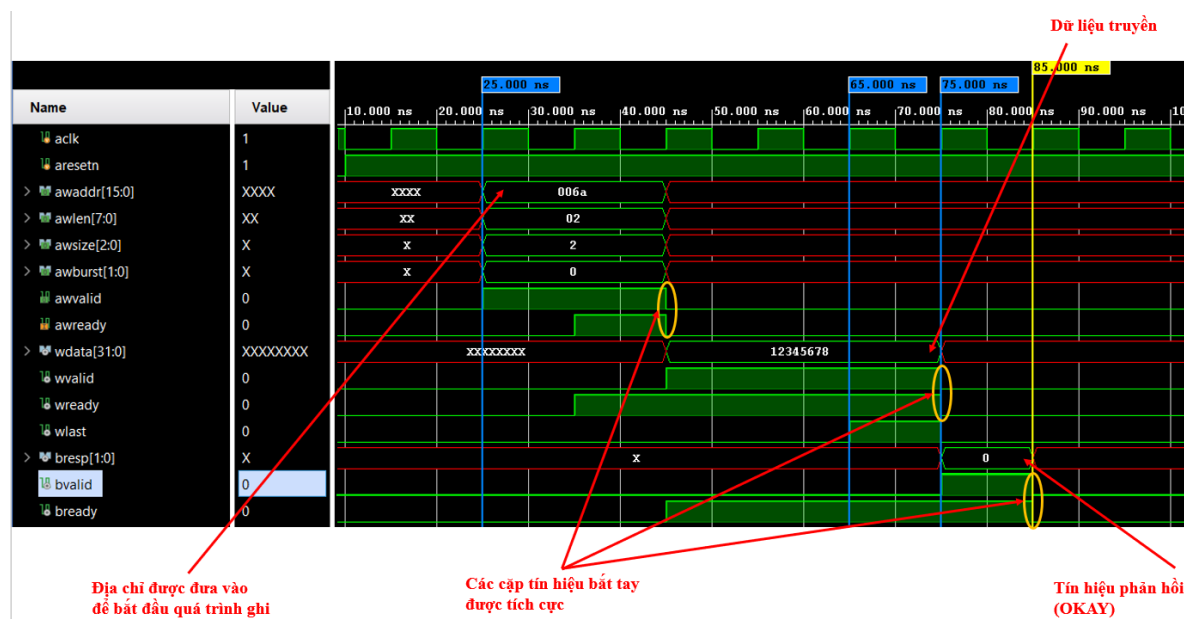 Dữ liệu truyền
85.000 ns
25.000 ns
65.000 ns
75.000 ns
Name
Value
10.000 ns
20.000 ns
30.000 ns
40.000 ns
50.000 ns
60.000 ns
70.000 ns
80.000 ns
90.000 ns
10
aclk
1
aresetn
1
awaddr[15:0]
XXXX
XXXX
006a
awlen[7:0]
XX
XX
02
awsize[2:0]
X
X
2
awburst[1:0]
X
X
0
awvalid
0
awready
0
wdata[31:0]
XXXXXXXX
XXXXXXXX
12345678
wvalid
0
wready
0
wlast
0
bresp[1:0]
X
X
0
bvalid
0
bready
0
Địa chỉ được đưa vào
để bắt đầu quá trình ghi
Các cặp tín hiệu bắt tay
được tích cực
Tín hiệu phản hồi
(OKAY)